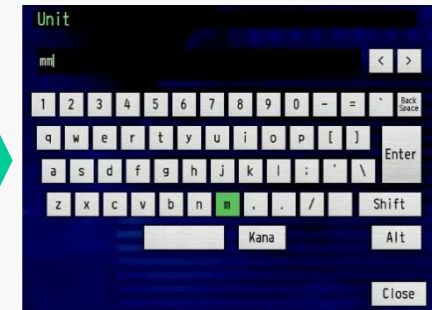 Unit
mm
< >
1 2 3 4 5 6 7 8 9 0 - = ` Back Space
q w e r t y u i o p [ ] Enter
a s d f g h j k l : ' \
z x c v b n m , . / Shift
Kana Alt
Close